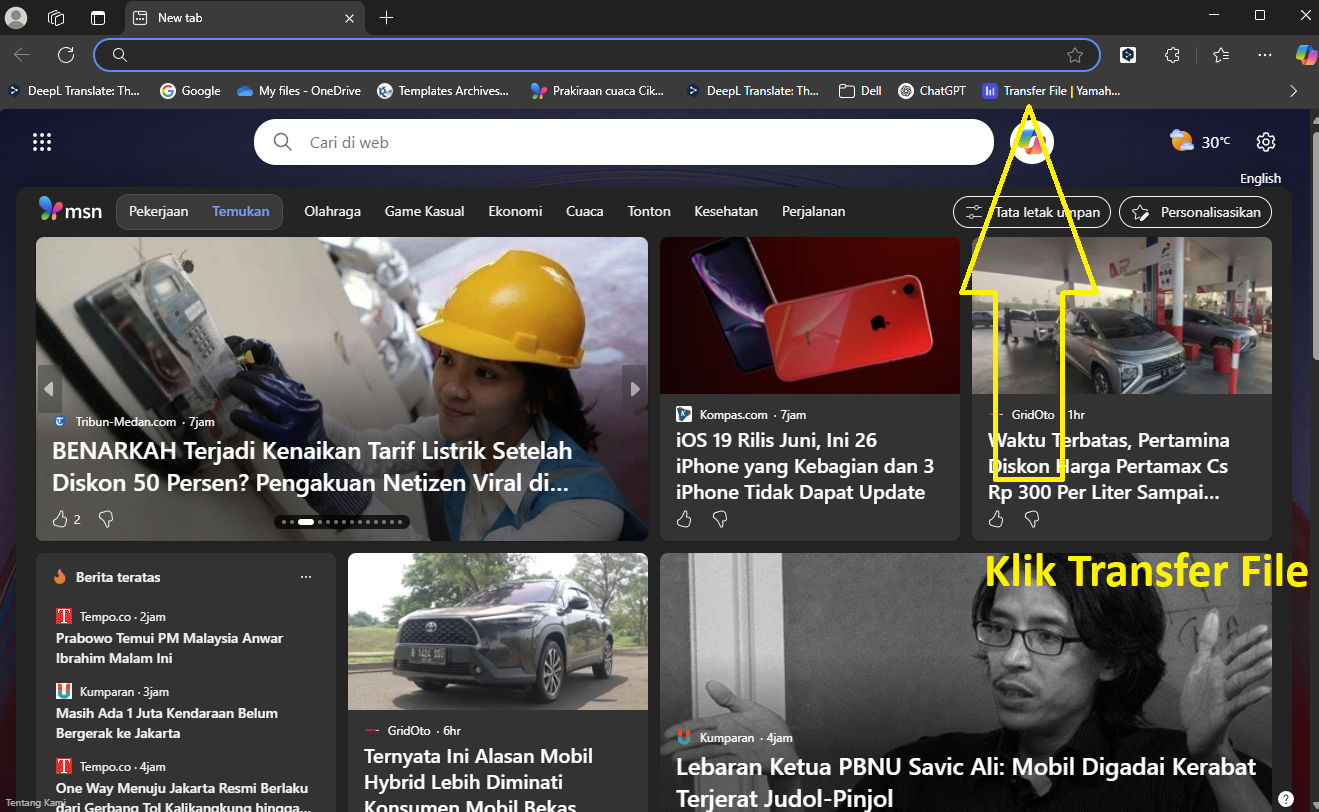 New tab
DeepL Translate: Th...
Google
My files - OneDrive
Templates Archives...
Prakiraan cuaca Cik...
DeepL Translate: Th...
Dell
ChatGPT
Transfer File | Yamah...
Cari di web
30°C
English
msn
Pekerjaan
Temukan
Olahraga
Game Kasual
Ekonomi
Cuaca
Tonton
Kesehatan
Perjalanan
Tata letak umpan
Personalisasikan
Tribun-Medan.com · 7jam
BENARKAH Terjadi Kenaikan Tarif Listrik Setelah
Diskon 50 Persen? Pengakuan Netizen Viral di...
2
Kompas.com · 7jam
iOS 19 Rilis Juni, Ini 26
iPhone yang Kebagian dan 3
iPhone Tidak Dapat Update
GridOto · 1hr
Waktu Terbatas, Pertamina
Diskon Harga Pertamax Cs
Rp 300 Per Liter Sampai...
Klik Transfer File
Berita teratas
Tempo.co · 2jam
Prabowo Temui PM Malaysia Anwar
Ibrahim Malam Ini
Kumparan · 3jam
Masih Ada 1 Juta Kendaraan Belum
Bergerak ke Jakarta
Tempo.co · 4jam
One Way Menuju Jakarta Resmi Berlaku
dari Gerbang Tol Kalikangkung hingga...
B 1424 SSI
GridOto · 6hr
Ternyata Ini Alasan Mobil
Hybrid Lebih Diminati
Konsumen Mobil Bekas
Kumparan · 4jam
Lebaran Ketua PBNU Savic Ali: Mobil Digadai Kerabat
Terjerat Judol-Pinjol
Tentang Kami
?